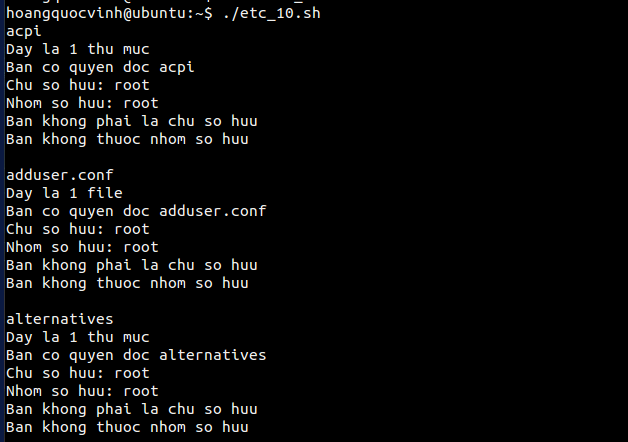 hoangquocvinh@ubuntu:~$ ./etc_10.sh
acpi
Day la 1 thu muc
Ban co quyen doc acpi
Chu so huu: root
Nhom so huu: root
Ban khong phai la chu so huu
Ban khong thuoc nhom so huu

adduser.conf
Day la 1 file
Ban co quyen doc adduser.conf
Chu so huu: root
Nhom so huu: root
Ban khong phai la chu so huu
Ban khong thuoc nhom so huu

alternatives
Day la 1 thu muc
Ban co quyen doc alternatives
Chu so huu: root
Nhom so huu: root
Ban khong phai la chu so huu
Ban khong thuoc nhom so huu